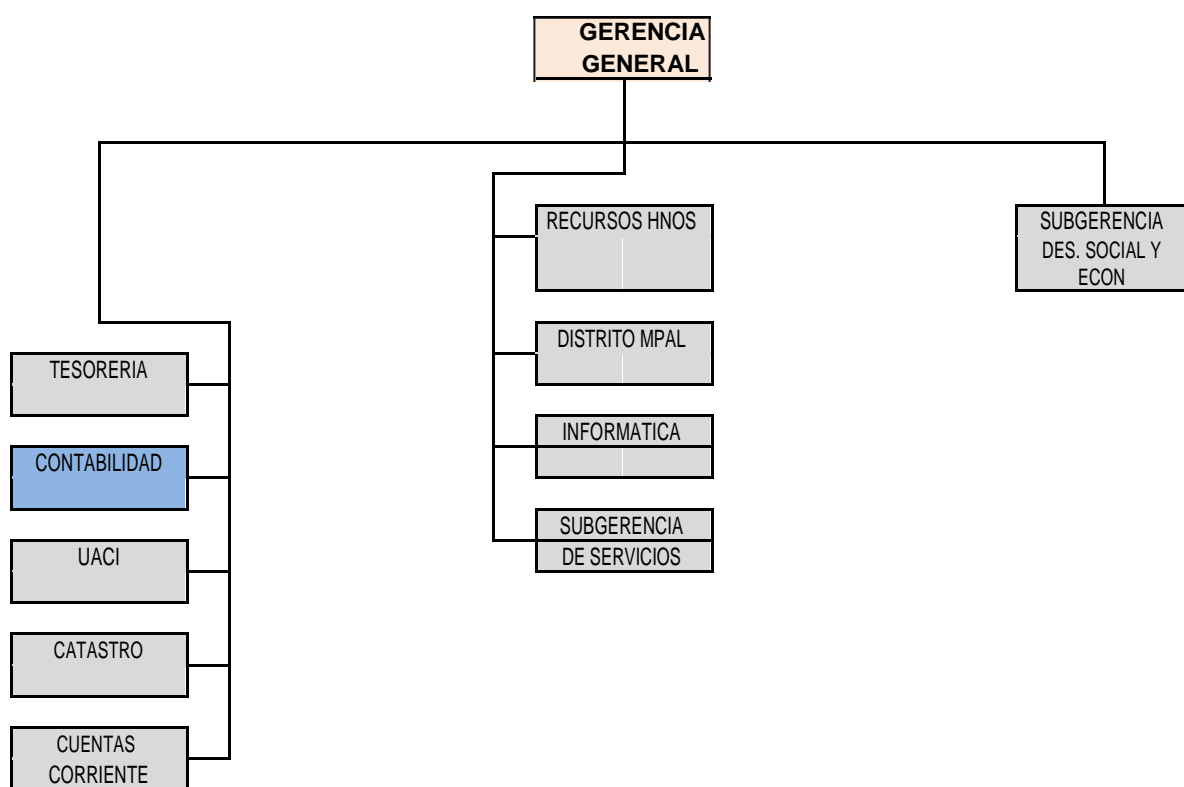 GERENCIA
GENERAL
RECURSOS HNOS
SUBGERENCIA
DES. SOCIAL Y
ECON
DISTRITO MPAL
TESORERIA
INFORMATICA
CONTABILIDAD
SUBGERENCIA
DE SERVICIOS
UACI
CATASTRO
CUENTAS
CORRIENTE